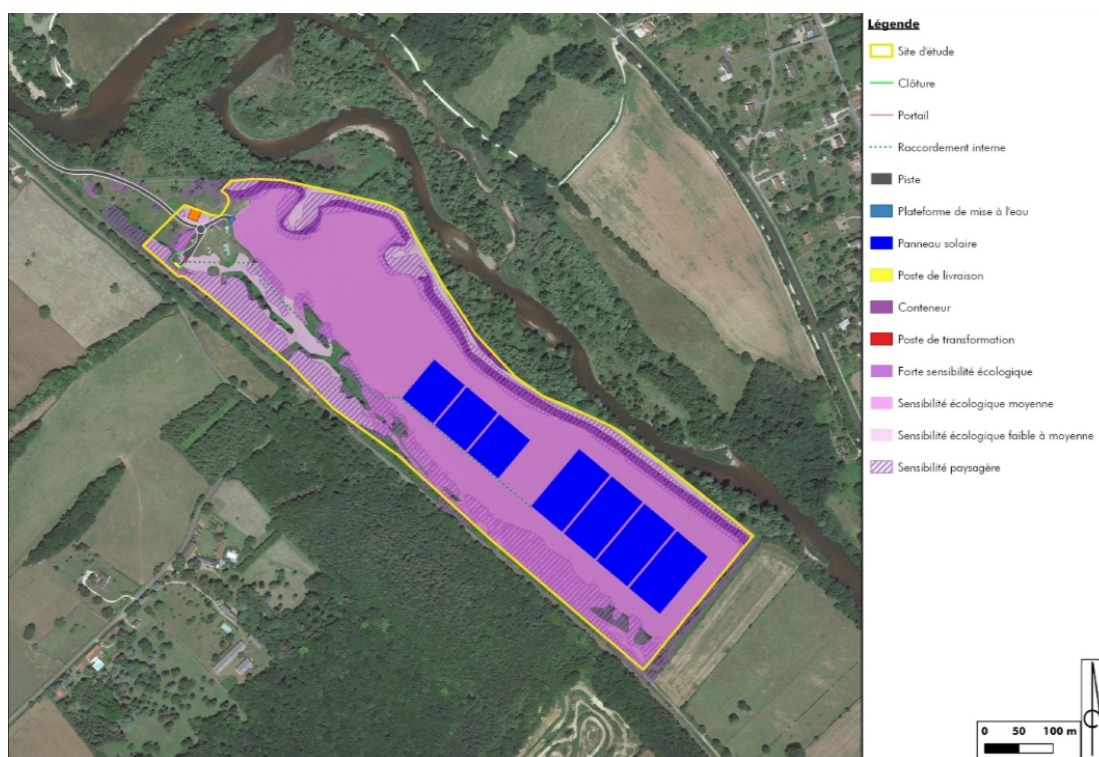 Légende
Site d'étude
Clôture
Portail
Raccordement interne
Piste
Plateforme de mise à l'eau
Panneau solaire
Poste de livraison
Conteneur
Poste de transformation
Forte sensibilité écologique
Sensibilité écologique moyenne
Sensibilité écologique faible à moyenne
Sensibilité paysagère
0 50 100 m